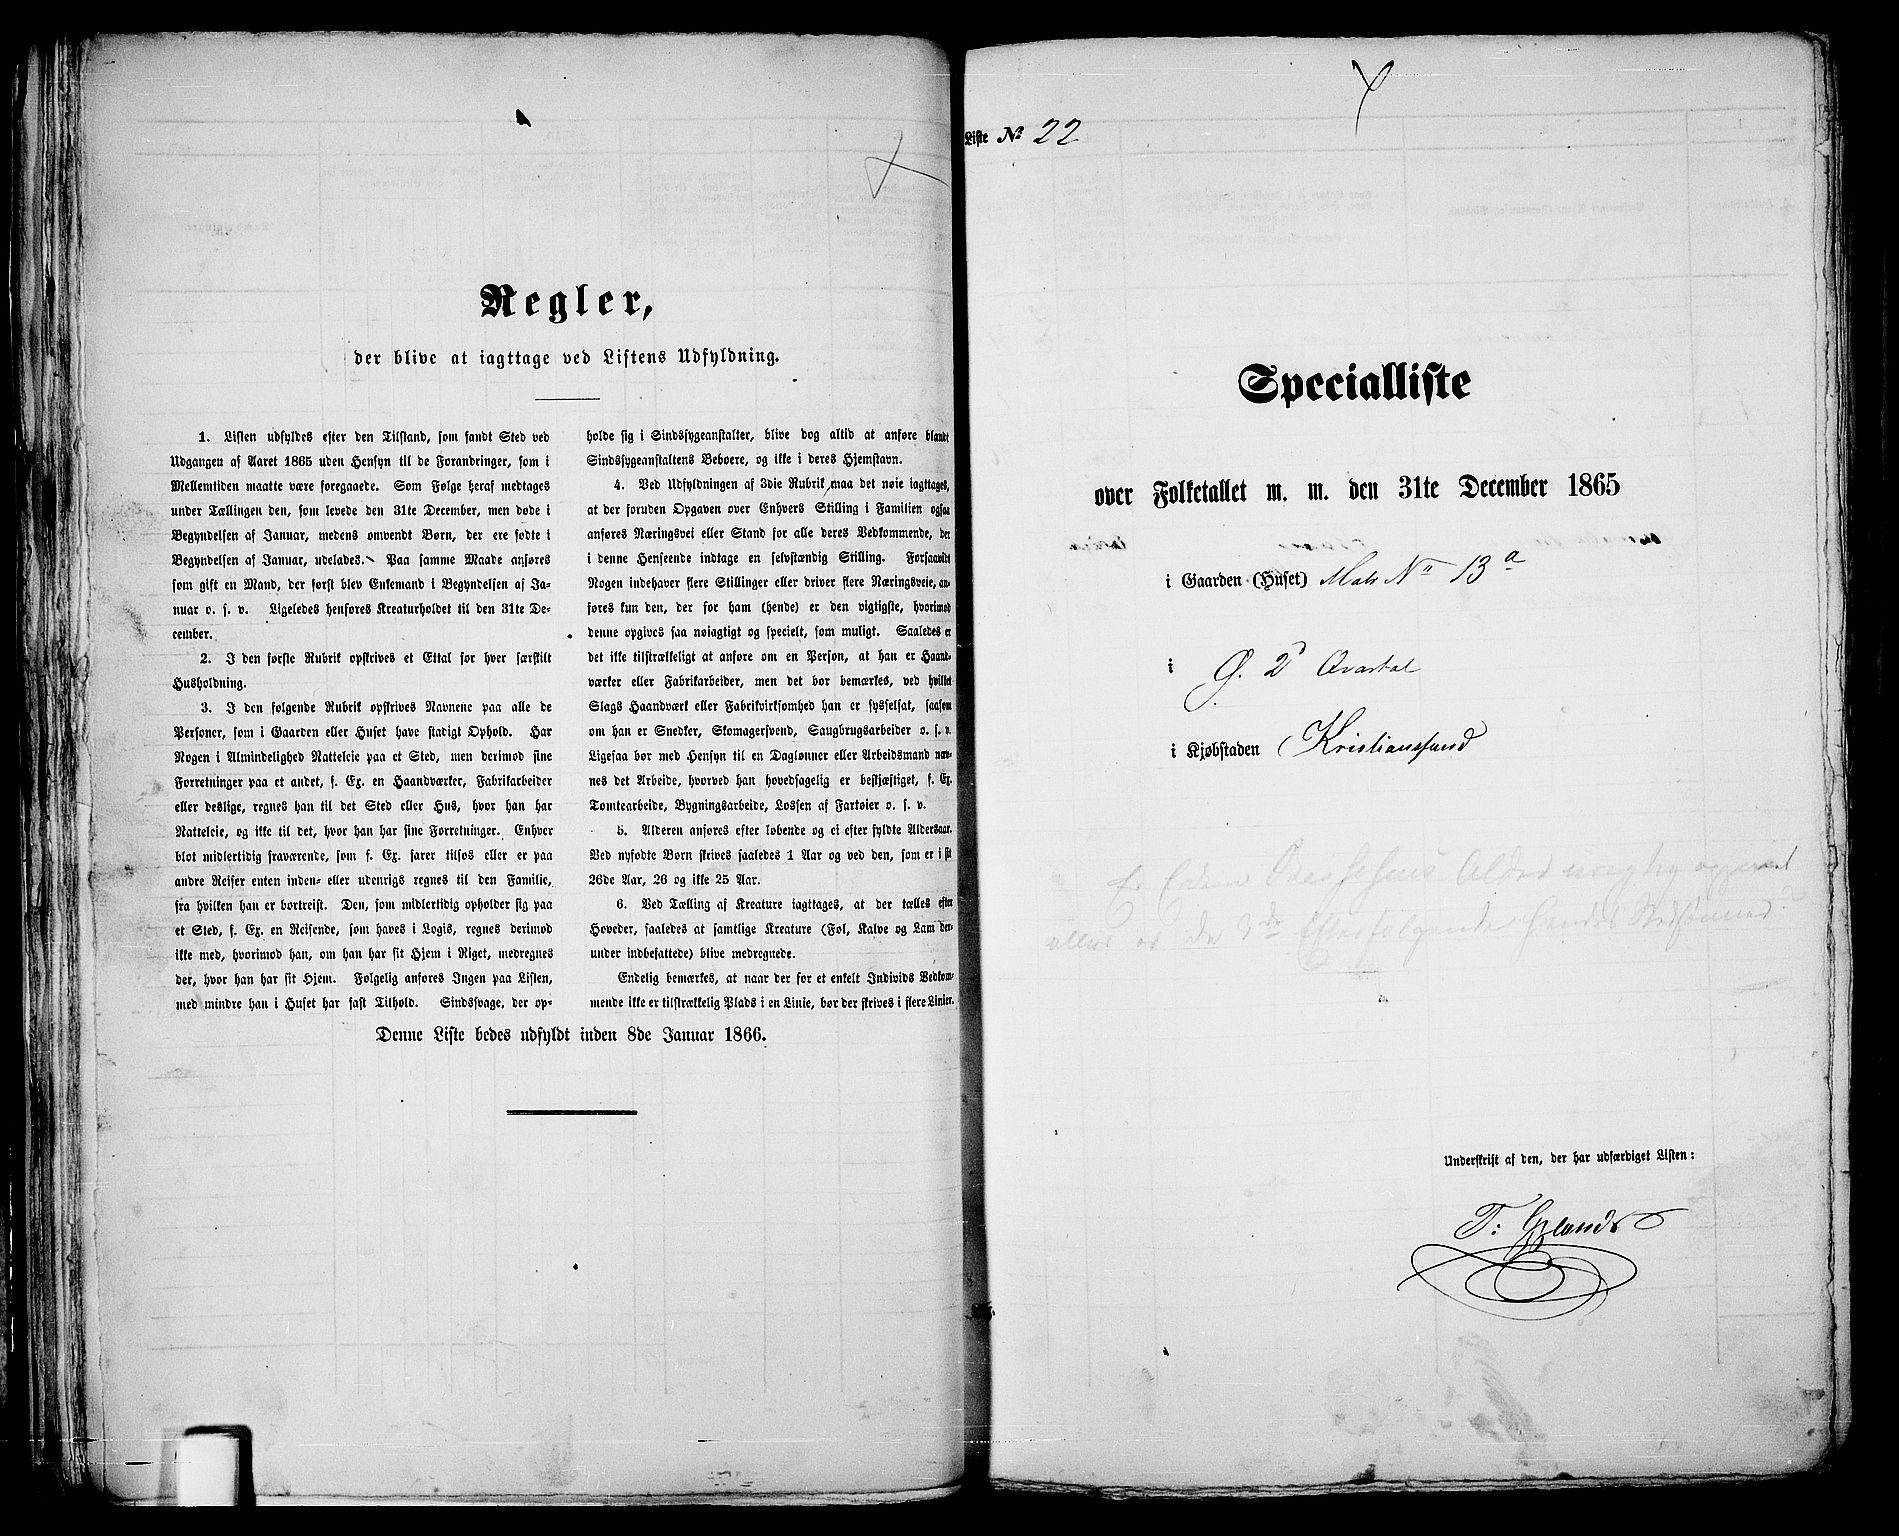 Regler,
der blive at iagttage ved Listens Udfyldning.
1. Listen udfyldes efter den Tilstand, som fandt Sted ved
Udgangen af Aaret 1865 uden Hensyn til de Forandringer, som i
Mellemtiden maatte være foregaaede. Som Følge heraf medtages
under Tællingen den, som levede den 31te December, men døde i
Begyndelsen af Januar, medens omvendt Børn, der ere fødte i
Begyndelsen af Januar, udelades. Paa samme Maade anføres
som gift en Mand, der først blev Enkemand i Begyndelsen af Ja-
nuar o. s. v. Ligeledes henføres Kreaturholdet til den 31te De-
cember.
2. I den første Rubrik opskrives et Ettal for hver særskilt
Husholdning.
3. I den følgende Rubrik opskrives Navnene paa alle de
Personer, som i Gaarden eller Huset have stadigt Ophold. Har
Nogen i Almindelighed Natteleie paa et Sted, men derimod sine
Forretninger paa et andet, f. Ex. en Haandværker, Fabrikarbeider
eller deslige, regnes han til det Sted eller Hus, hvor han har
Natteleie, og ikke til det, hvor han har sine Forretninger. Enhver
blot midlertidig fraværende, som f. Ex. farer tilsøs eller er paa
andre Reiser enten inden- eller udenrigs regnes til den Familie,
fra hvilken han er bortreist. Den, som midlertidig opholder sig paa
et Sted, f. Ex. en Reisende, som haves i Logis, regnes derimod
ikke med, hvorimod han, om han har sit Hjem i Riget, medregnes
der, hvor han har sit Hjem. Følgelig anføres Ingen paa Listen,
med mindre han i Huset har fast Tilhold. Sindssvage, der op-
holde sig i Sindssygeanstalter, blive dog altid at anføre blandt
Sindssygeanstaltens Beboere, og ikke i deres Hjemstavn.
4. Ved Udfyldningen af 3die Rubrik maa det nøie iagttages,
at der foruden Opgaven over Enhvers Stilling i Familien ogsaa
anføres Næringsvei eller Stand for alle deres Vedkommende, der
i denne Henseende indtage en selvstændig Stilling. Forsaavidt
Nogen indehaver flere Stillinger eller driver flere Næringsveie, an-
føres kun den, der for ham (hende) er den vigtigste, hvorimod
denne opgives saa nøiagtigt og specielt, som muligt. Saaledes er
det ikke tilstrækkeligt at anføre om en Person, at han er Haand-
værker eller Fabrikarbeider, men det bør bemærkes, ved hvilket
Slags Haandværk eller Fabrikvirksomhed han er sysselsat, saasom
om han er Snedker, Skomagersvend, Saugbrugsarbeider o. s. v.
Ligesaa bør med Hensyn til en Daglønner eller Arbeidsmand næv-
nes det Arbeide, hvorved han hovedsagelig er beskjæftiget, f. Ex.
Tomtearbeide, Bygningsarbeide, Lossen af Fartøier o. s. v.
5. Alderen anføres efter løbende og ei efter fyldte Aldersaar.
Ved nyfødte Børn skrives saaledes 1 Aar og ved den, som er i sit
26de Aar, 26 og ikke 25 Aar.
6. Ved Tælling af Kreature iagttages, at der tælles efter
Hoveder, saaledes at samtlige Kreature (Føl, Kalve og Lam der-
under indbefattede) blive medregnede.
Endelig bemærkes, at naar der for et enkelt Individs Vedkom-
mende ikke er tilstrækkelig Plads i en Linie, bør der skrives i flere Linier.
Denne Liste bedes udfyldt inden 8de Januar 1866.
Liste № 22
Specialliste
over Folketallet m. m. den 31te December 1865
i Gaarden (Huset) Mats No 13 a
i Ø. 2 Qvartal
i Kjøbstaden Kristianssund
Alder urigtig
Efterfølgende
Underskrift af den, der har udfærdiget Listen:
T: